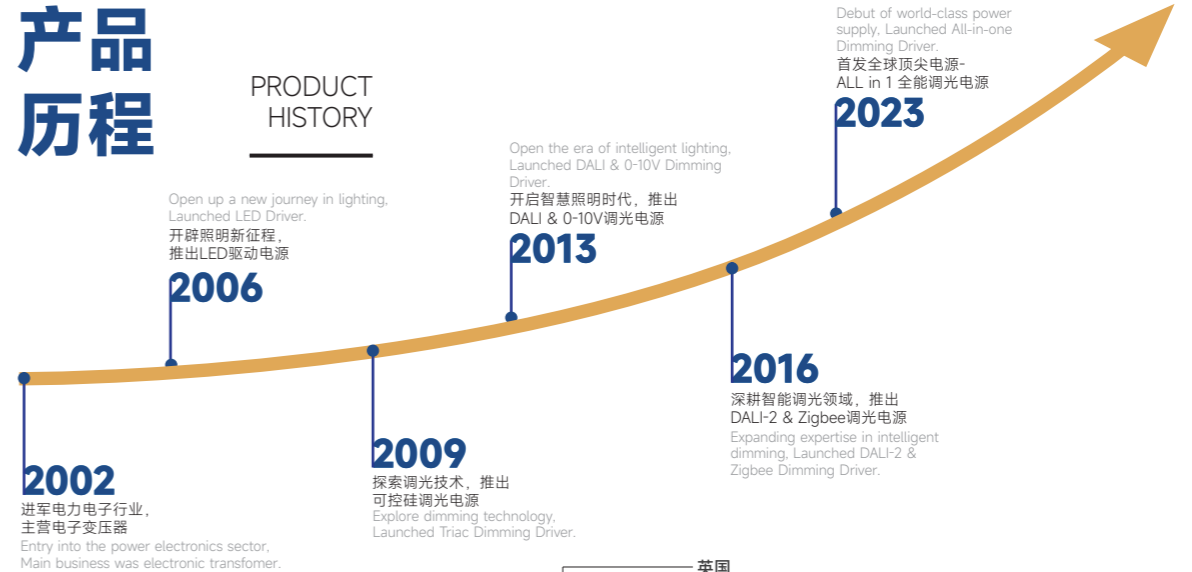 产品
历程
PRODUCT
HISTORY
2002
进军电力电子行业，
主营电子变压器
Entry into the power electronics sector,
Main business was electronic transfomer.
Open up a new journey in lighting,
Launched LED Driver.
开辟照明新征程，
推出LED驱动电源
2006
2009
探索调光技术，推出
可控硅调光电源
Explore dimming technology,
Launched Triac Dimming Driver.
Open the era of intelligent lighting,
Launched DALI & 0-10V Dimming
Driver.
开启智慧照明时代，推出
DALI & 0-10V调光电源
2013
2016
深耕智能调光领域，推出
DALI-2 & Zigbee调光电源
Expanding expertise in intelligent
dimming, Launched DALI-2 &
Zigbee Dimming Driver.
Debut of world-class power
supply, Launched All-in-one
Dimming Driver.
首发全球顶尖电源-
ALL in 1 全能调光电源
2023
英国